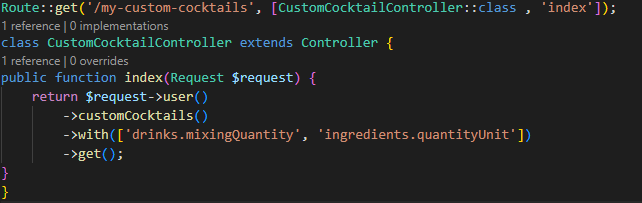 Route::get('/my-custom-cocktails', [CustomCocktailController::class , 'index']);
1 reference | 0 implementations
class CustomCocktailController extends Controller {
1 reference | 0 overrides
public function index(Request $request) {
    return $request->user()
        ->customCocktails()
        ->with(['drinks.mixingQuantity', 'ingredients.quantityUnit'])
        ->get();
}
}